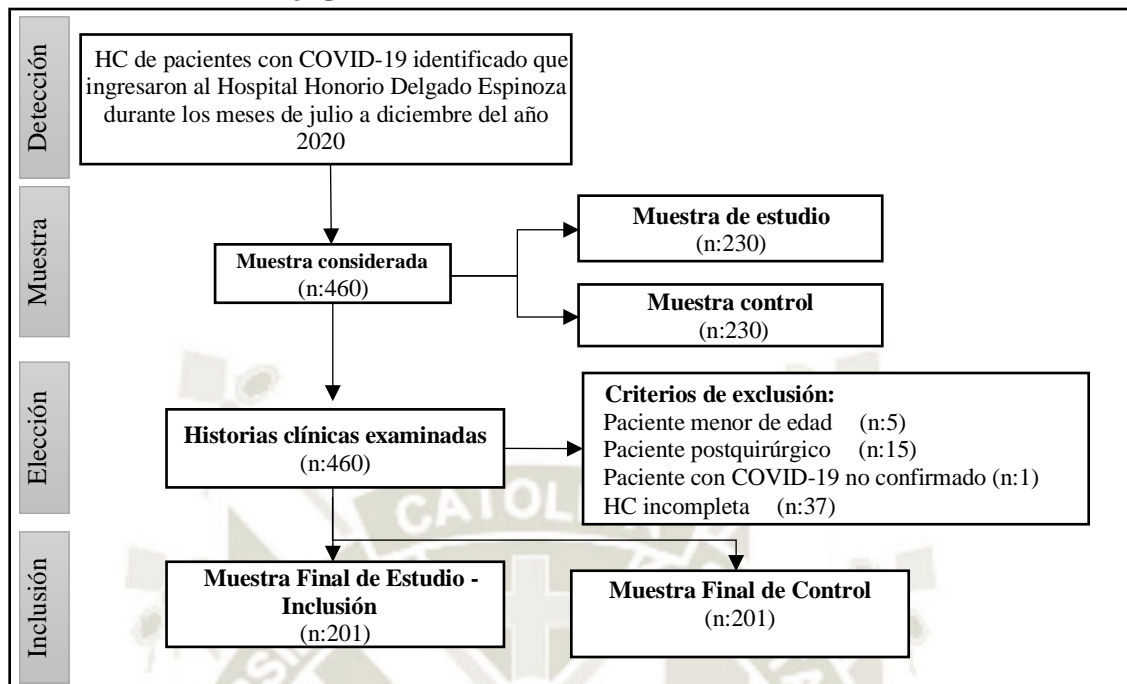 Detección
HC de pacientes con COVID-19 identificado que
ingresaron al Hospital Honorio Delgado Espinoza
durante los meses de julio a diciembre del año
2020
Muestra
Muestra considerada
(n:460)
Muestra de estudio
(n:230)
Muestra control
(n:230)
Elección
Historias clínicas examinadas
(n:460)
Criterios de exclusión:
Paciente menor de edad (n:5)
Paciente postquirúrgico (n:15)
Paciente con COVID-19 no confirmado (n:1)
HC incompleta (n:37)
CATOL
Inclusión
Muestra Final de Estudio -
Inclusión
(n:201)
Muestra Final de Control
(n:201)